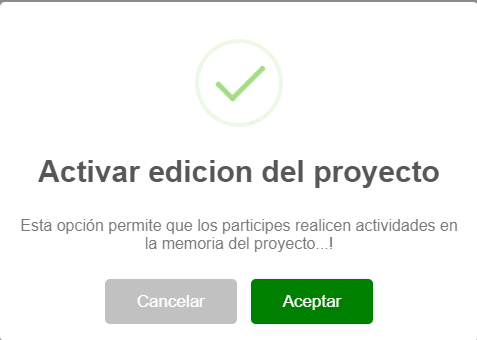 Activar edicion del proyecto
Esta opción permite que los participes realicen actividades en
la memoria del proyecto...!
Cancelar
Aceptar